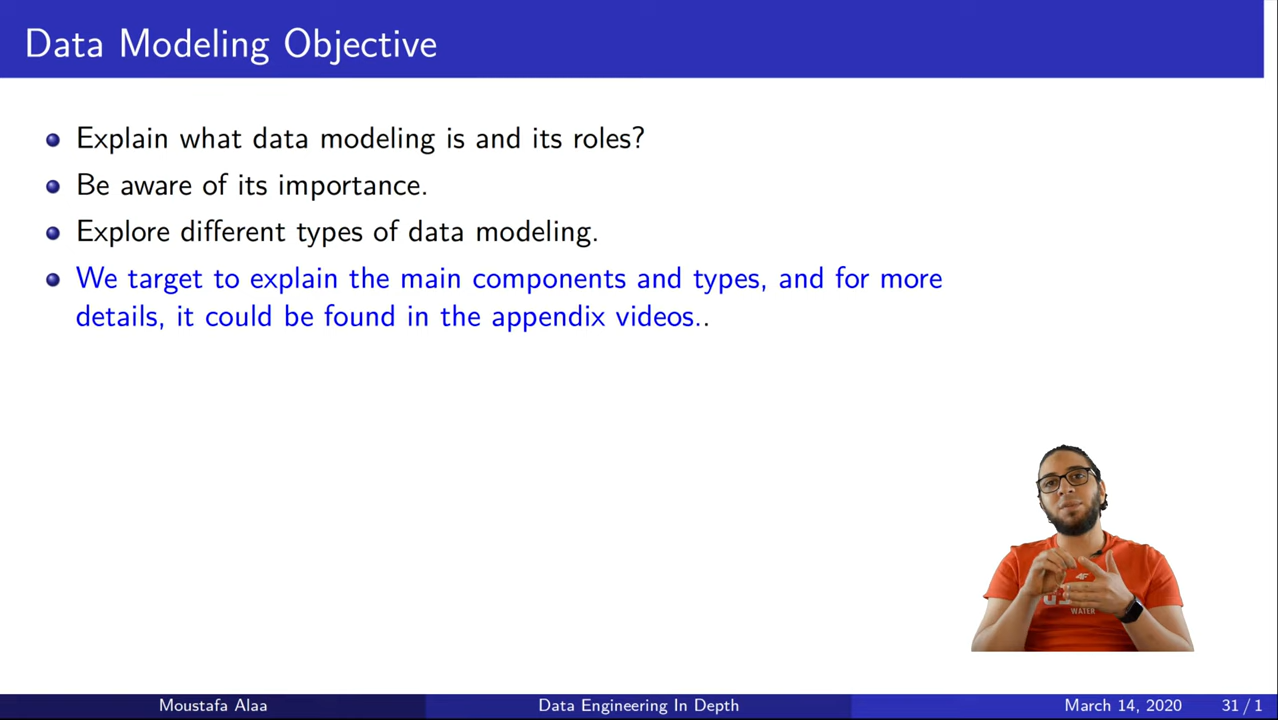 Data Modeling Objective
Explain what data modeling is and its roles?
Be aware of its importance.
Explore different types of data modeling.
We target to explain the main components and types, and for more
details, it could be found in the appendix videos..
4F
WATER
Moustafa Alaa
Data Engineering In Depth
March 14, 2020
31 / 1